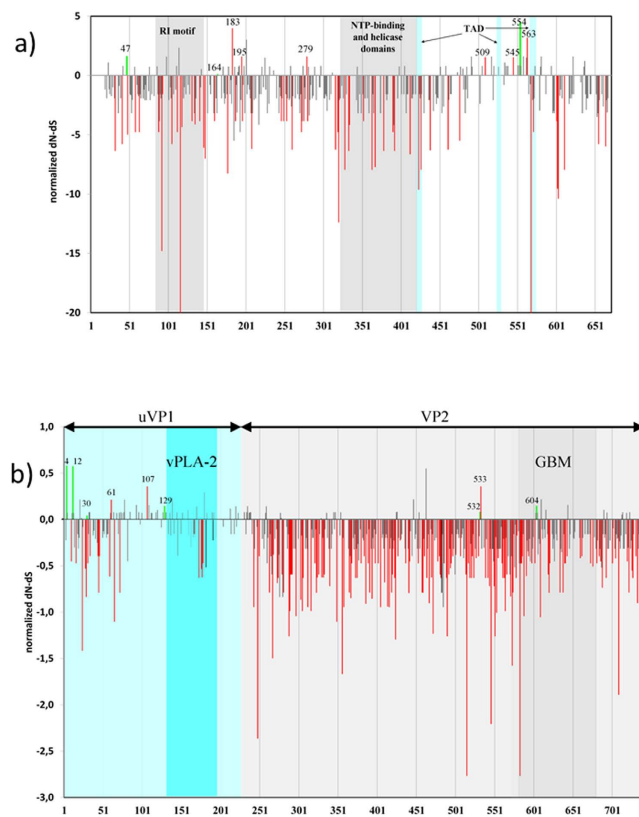 a)
183
554
RI motif
NTP-binding
and helicase
domains
TAD
563
47
195
279
164
509
545
normalized dN-dS
5
0
-5
-10
-15
-20
1 51 101 151 201 251 301 351 401 451 501 551 601 651
b)
uVP1
VP2
vPLA-2
GBM
4
12
30
61
107
129
533
532
604
normalized dN-dS
1,0
0,5
0,0
-0,5
-1,0
-1,5
-2,0
-2,5
-3,0
1 51 101 151 201 251 301 351 401 451 501 551 601 651 701